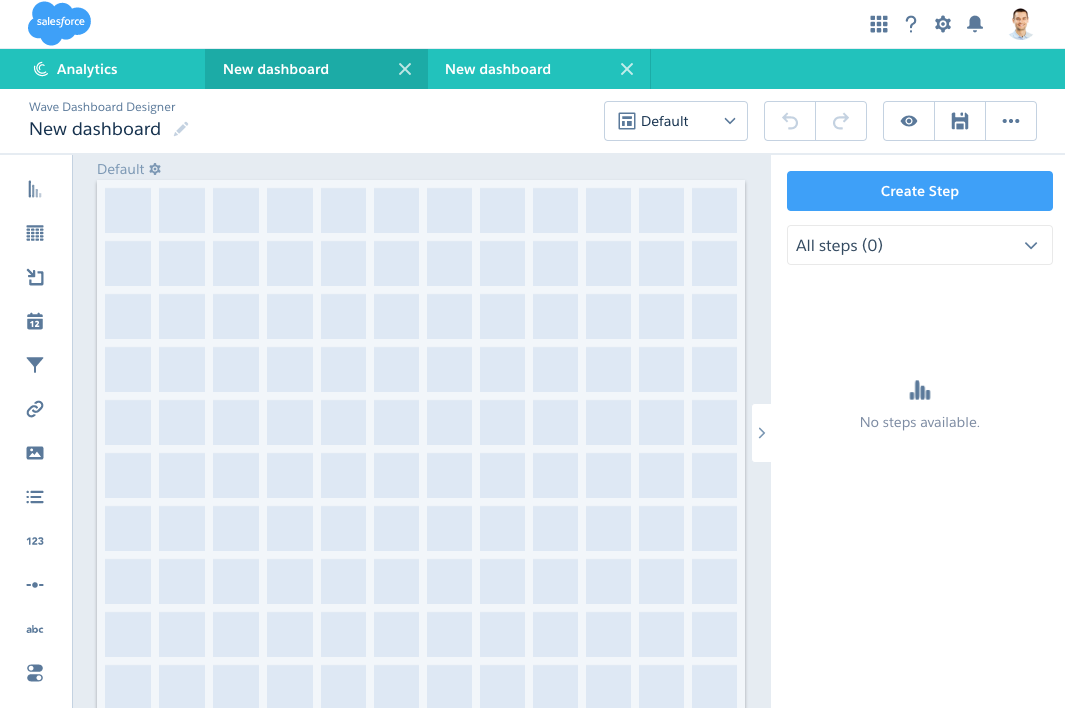 salesforce
Analytics
New dashboard
New dashboard
Wave Dashboard Designer
New dashboard
Default
Default
Create Step
All steps (0)
12
No steps available.
123
abc